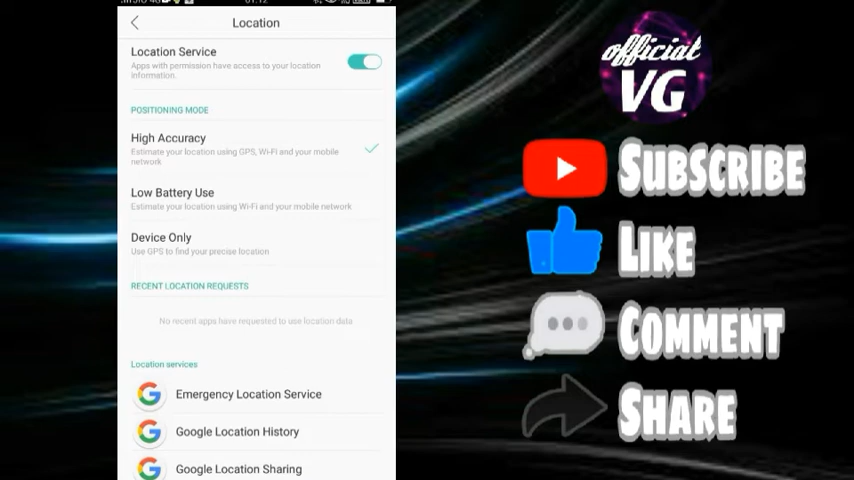 Location
Location Service
Apps with permission have access to your location
information.
POSITIONING MODE
High Accuracy
Estimate your location using GPS, Wi-Fi and your mobile
network
Low Battery Use
Estimate your location using Wi-Fi and your mobile network
Device Only
Use GPS to find your precise location
RECENT LOCATION REQUESTS
No recent apps have requested to use location data
Location services
Emergency Location Service
Google Location History
Google Location Sharing
official
VG
SUBSCRIBE
LIKE
COMMENT
SHARE